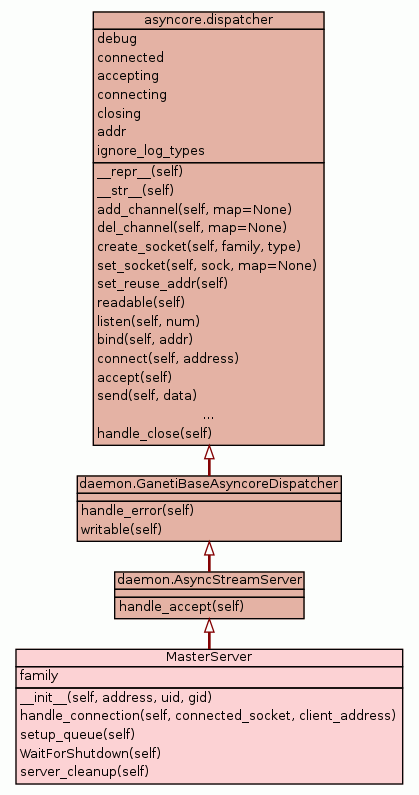 asyncore.dispatcher
debug
connected
accepting
connecting
closing
addr
ignore_log_types
__repr__(self)
__str__(self)
add_channel(self, map=None)
del_channel(self, map=None)
create_socket(self, family, type)
set_socket(self, sock, map=None)
set_reuse_addr(self)
readable(self)
listen(self, num)
bind(self, addr)
connect(self, address)
accept(self)
send(self, data)
...
handle_close(self)
daemon.GanetiBaseAsyncoreDispatcher
handle_error(self)
writable(self)
daemon.AsyncStreamServer
handle_accept(self)
MasterServer
family
__init__(self, address, uid, gid)
handle_connection(self, connected_socket, client_address)
setup_queue(self)
WaitForShutdown(self)
server_cleanup(self)